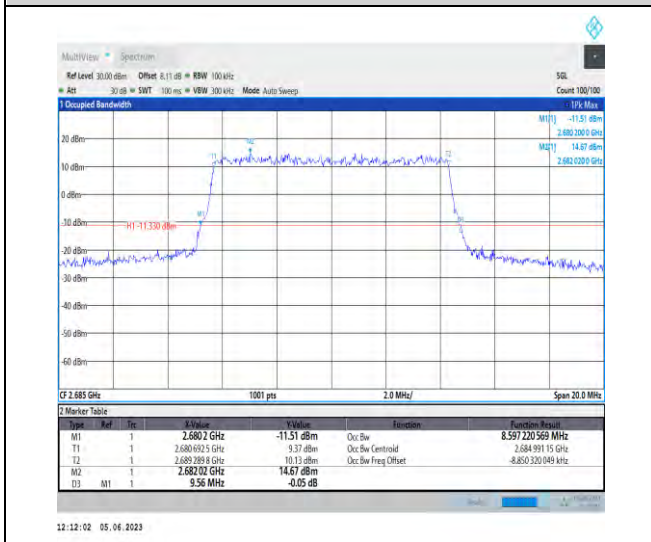 MultiView Spectrum
Ref Level 30.00 dBm Offset 8.11 dB RBW 100 kHz SGL
Att 30 dB SWT 100 ms VBW 300 kHz Mode Auto Sweep Count 100/100
1 Occupied Bandwidth 1Pk Max
M1[1] -11.51 dBm
2.680 200 0 GHz
M2[1] 14.67 dBm
2.682 020 0 GHz
20 dBm
M2
T1
T2
10 dBm
0 dBm
M1
-10 dBm
H1 -11.330 dBm
-20 dBm
-30 dBm
-40 dBm
-50 dBm
-60 dBm
CF 2.685 GHz 1001 pts 2.0 MHz/ Span 20.0 MHz
2 Marker Table
Type Ref Trc X-Value Y-Value Function Function Result
M1 1 2.680 2 GHz -11.51 dBm Occ Bw 8.597 220 569 MHz
T1 1 2.680 692 5 GHz 9.37 dBm Occ Bw Centroid 2.684 991 15 GHz
T2 1 2.689 289 8 GHz 10.13 dBm Occ Bw Freq Offset -8.850 320 049 kHz
M2 1 2.682 02 GHz 14.67 dBm
D3 M1 1 9.56 MHz -0.05 dB
12:12:02 05.06.2023